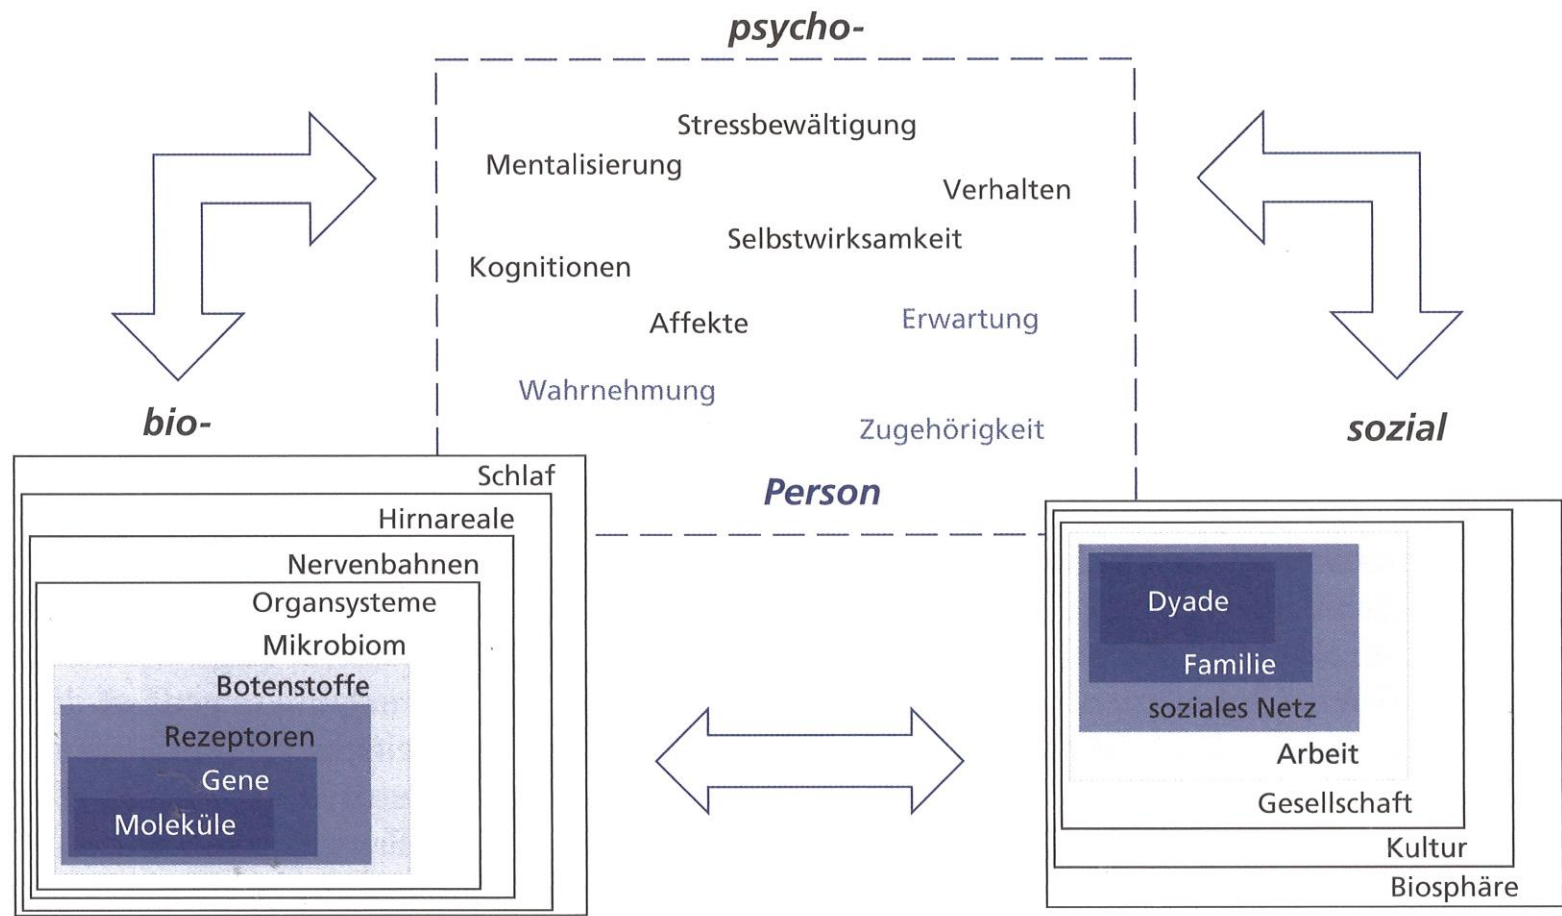 psycho-
Stressbewältigung
Mentalisierung
Verhalten
Selbstwirksamkeit
Kognitionen
Affekte
Erwartung
Wahrnehmung
Zugehörigkeit
Person
bio-
Schlaf
Hirnareale
Nervenbahnen
Organsysteme
Mikrobiom
Botenstoffe
Rezeptoren
Gene
Moleküle
sozial
Dyade
Familie
soziales Netz
Arbeit
Gesellschaft
Kultur
Biosphäre